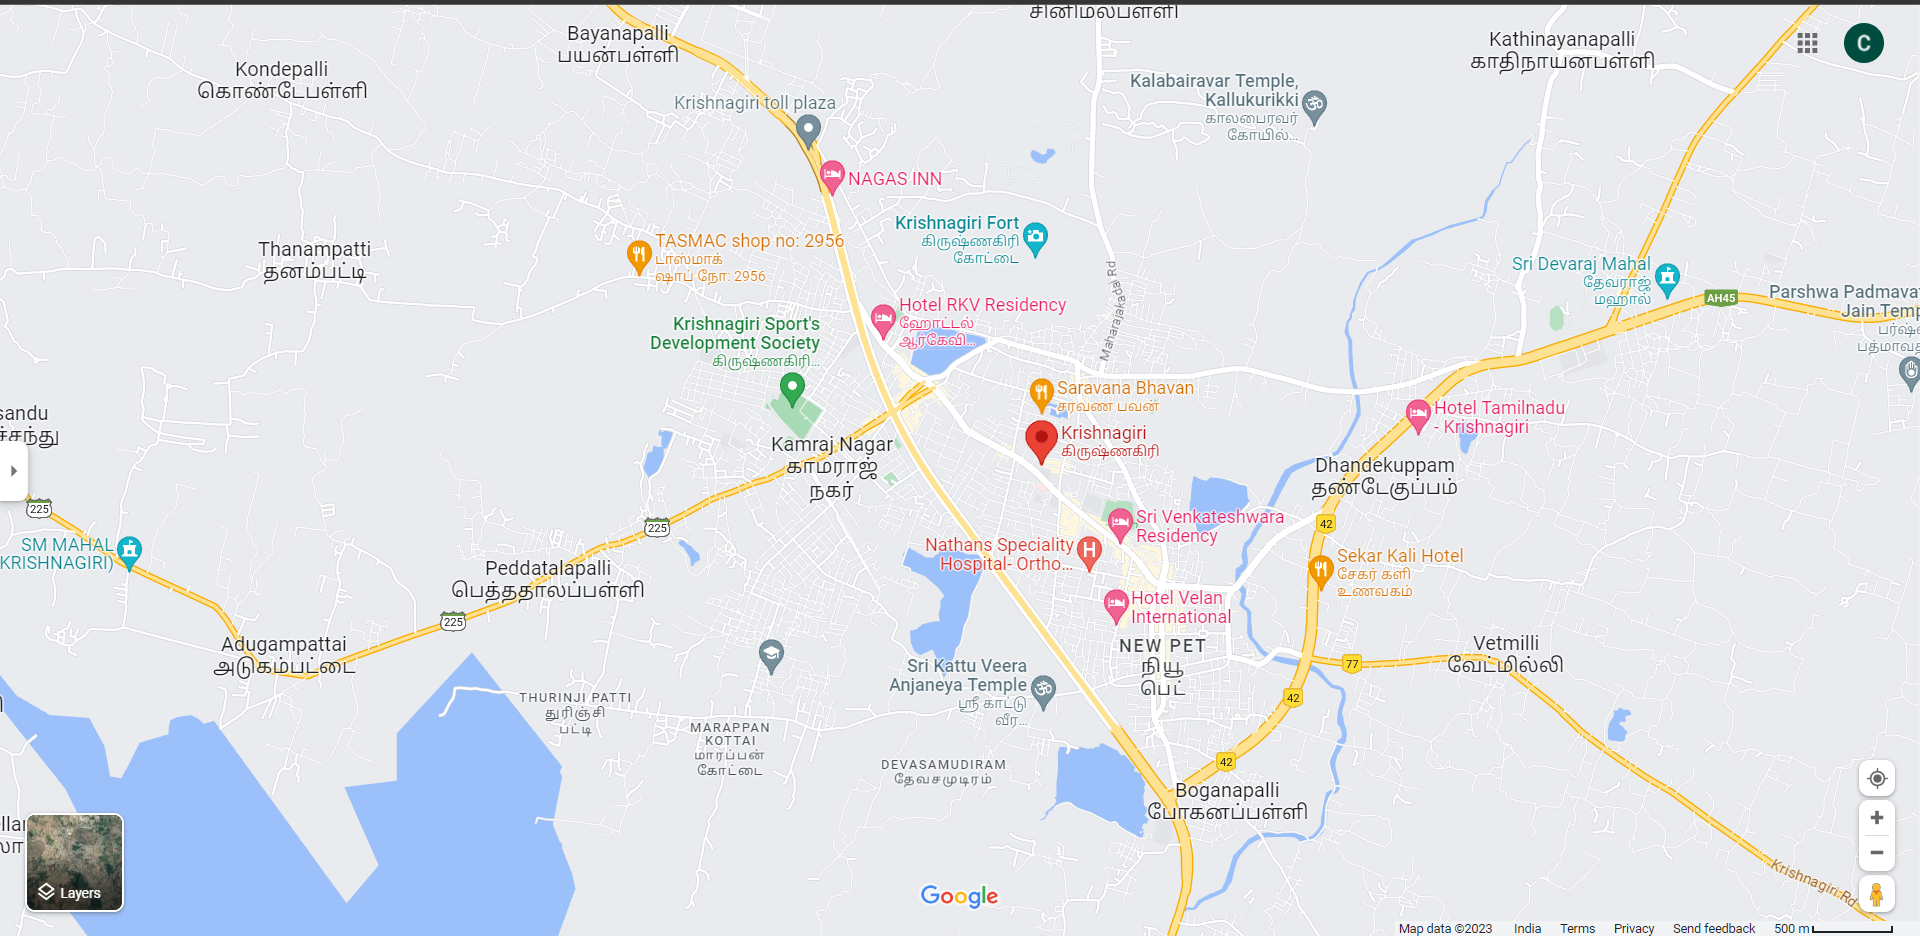 சினிமல்பள்ளி
Bayanapalli
பயன்பள்ளி
Kathinayanapalli
காதிநாயனபள்ளி
C
Kondepalli
கொண்டேபள்ளி
Kalabairavar Temple,
Kallukurikki
காலபைரவர்
கோயில்...
Krishnagiri toll plaza
NAGAS INN
Krishnagiri Fort
கிருஷ்ணகிரி
கோட்டை
Thanampatti
தனம்பட்டி
TASMAC shop no: 2956
டாஸ்மாக்
ஷாப் நோ: 2956
Maharajakadai Rd
Sri Devaraj Mahal
தேவராஜ்
மஹால்
AH45
Parshwa Padmavat
Jain Temp
பர்ஷ்
பத்மாவ
Hotel RKV Residency
ஹோட்டல்
ஆர்கேவி...
Krishnagiri Sport's
Development Society
கிருஷ்ணகிரி...
Saravana Bhavan
சரவண பவன்
Hotel Tamilnadu
- Krishnagiri
sandu
ச்சந்து
Krishnagiri
கிருஷ்ணகிரி
Kamraj Nagar
காமராஜ்
நகர்
Dhandekuppam
தண்டேகுப்பம்
225
225
42
SM MAHAL
KRISHNAGIRI)
Sri Venkateshwara
Residency
Nathans Speciality
Hospital- Ortho...
Sekar Kali Hotel
சேகர் களி
உணவகம்
Peddatalapalli
பெத்ததாலப்பள்ளி
225
Hotel Velan
International
Adugampattai
அடுகம்பட்டை
NEW PET
நியூ
பெட்
77
Vetmilli
வேட்மில்லி
Sri Kattu Veera
Anjaneya Temple
ஸ்ரீ காட்டு
வீர...
42
THURINJI PATTI
துரிஞ்சி
பட்டி
MARAPPAN
KOTTAI
மாரப்பன்
கோட்டை
DEVASAMUDIRAM
தேவசமுடிரம்
42
Boganapalli
போகனப்பள்ளி
llar
Layers
Google
Krishnagiri Rd
Map data ©2023 India Terms Privacy Send feedback 500 m